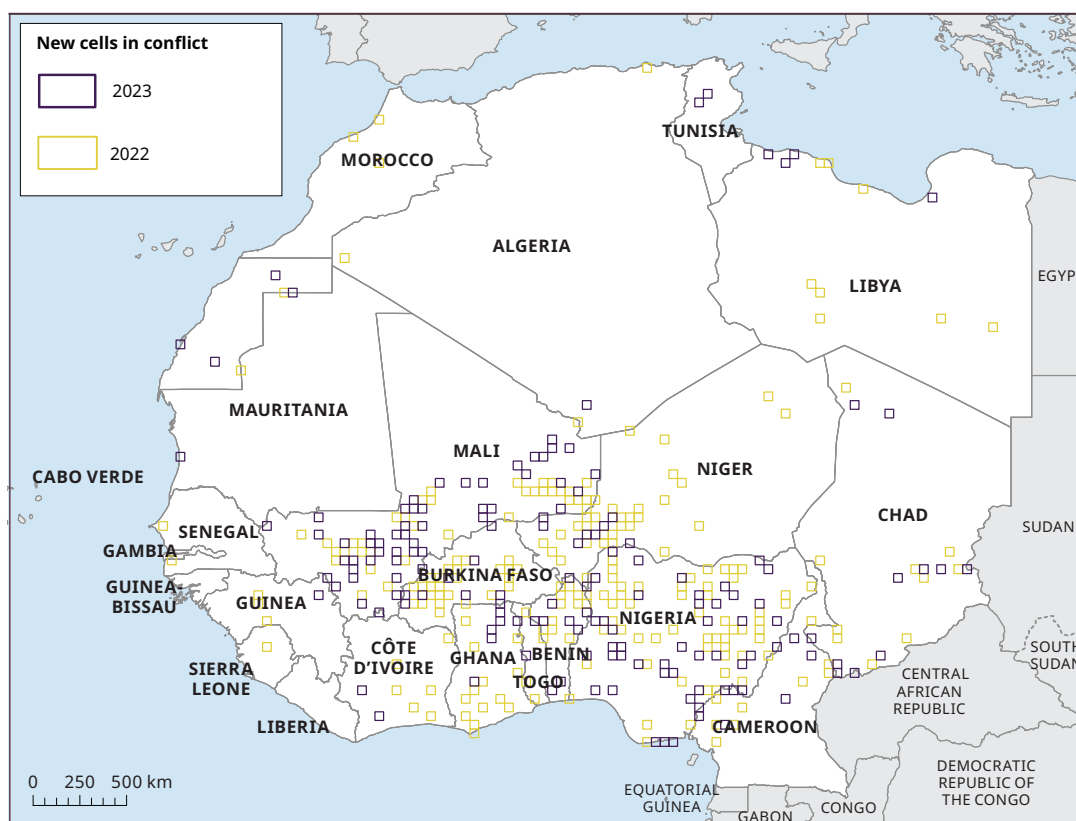 New cells in conflict
2023
2022
TUNISIA
MOROCCO
ALGERIA
LIBYA
EGYP
MAURITANIA
MALI
NIGER
CABO VERDE
CHAD
SENEGAL
SUDAN
GAMBIA
BURKINA FASO
GUINEA-
BISSAU
GUINEA
NIGERIA
CÔTE
D'IVOIRE
GHANA
BENIN
SOUTH
SUDAN
SIERRA
LEONE
TOGO
CENTRAL
AFRICAN
REPUBLIC
LIBERIA
CAMEROON
0 250 500 km
EQUATORIAL
GUINEA
DEMOCRATIC
REPUBLIC OF
THE CONGO
CONGO
GABON